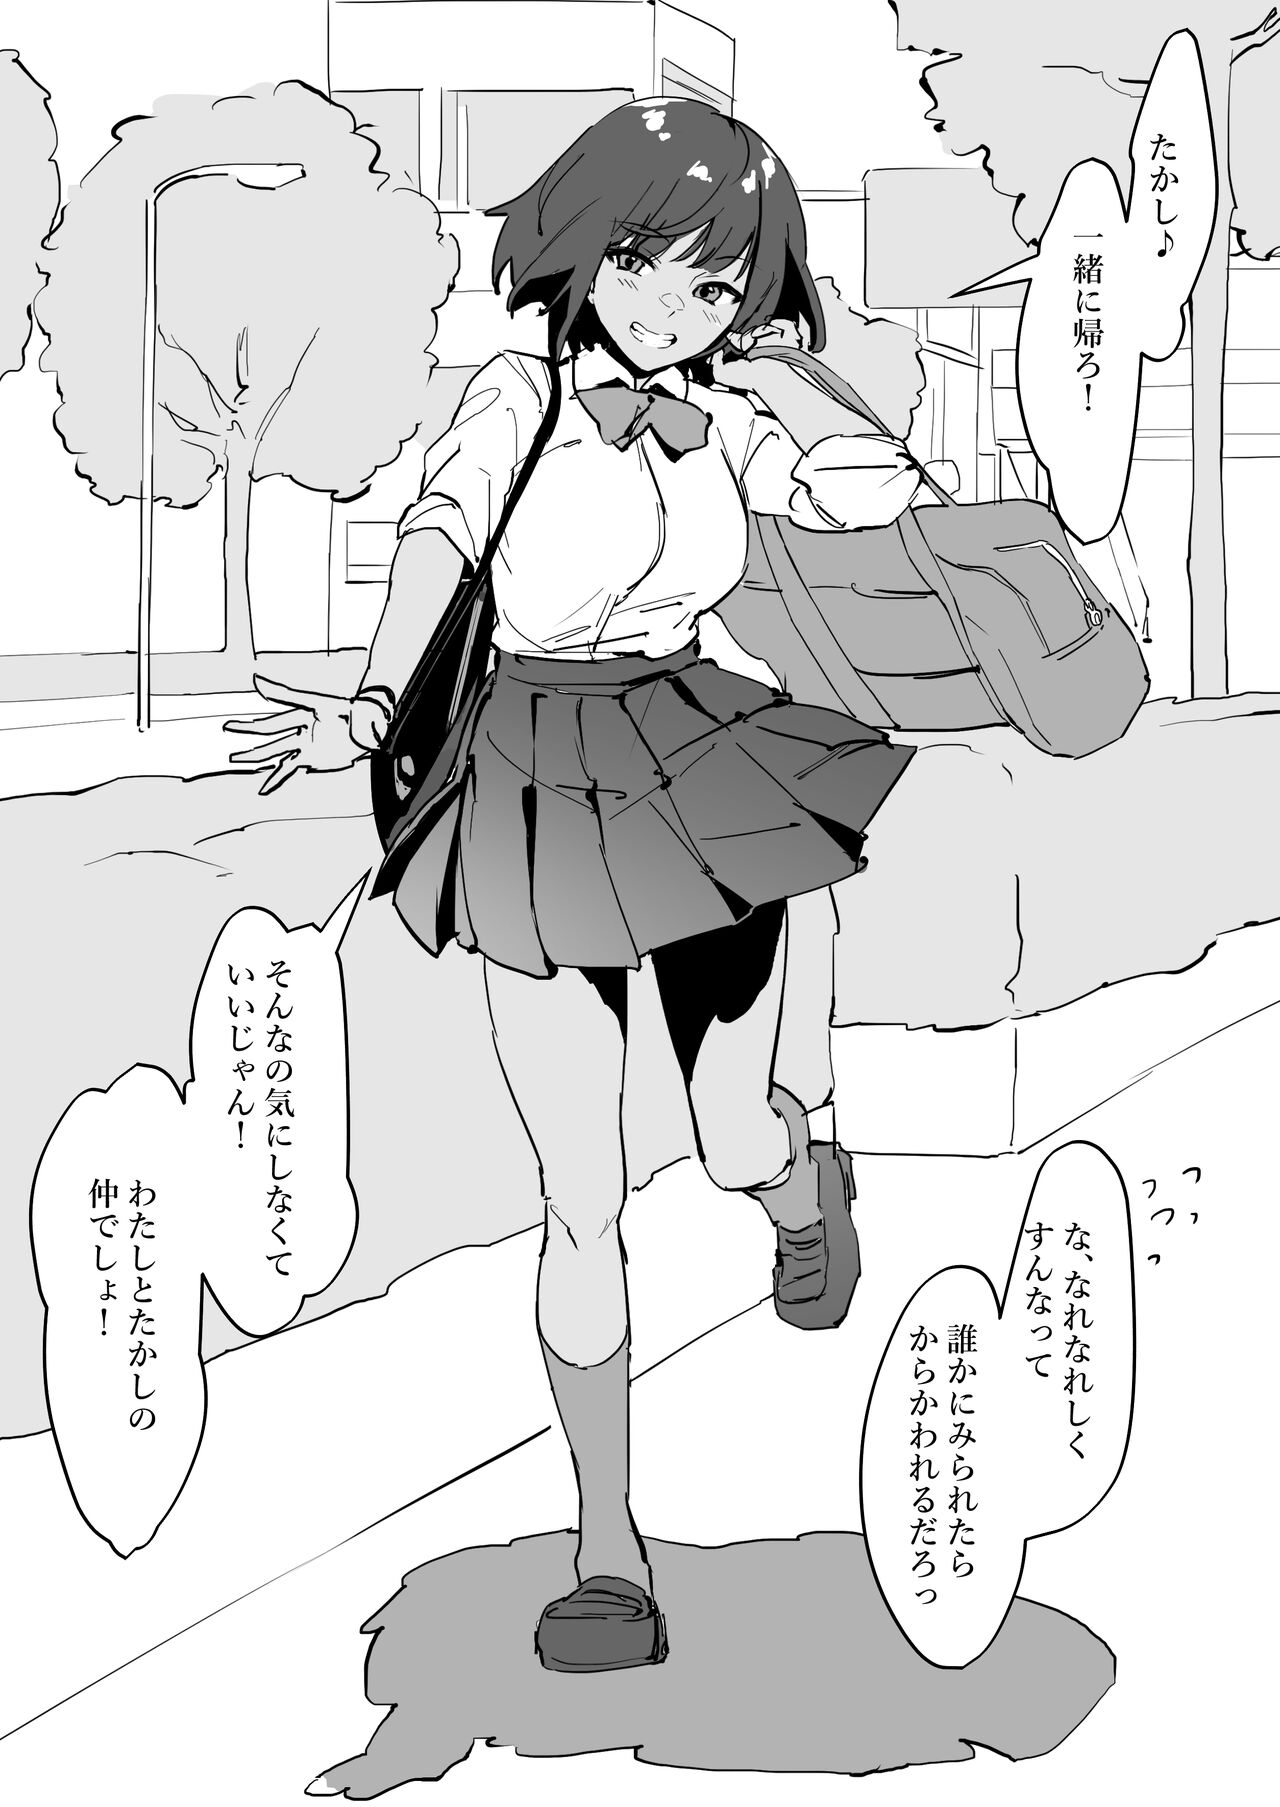 たかし♪
一緒に帰ろ！
な、なれなれしく
すんなって
誰かにみられたら
からかわれるだろっ
そんなの気にしなくて
いいじゃん！
わたしとたかしの
仲でしょ！